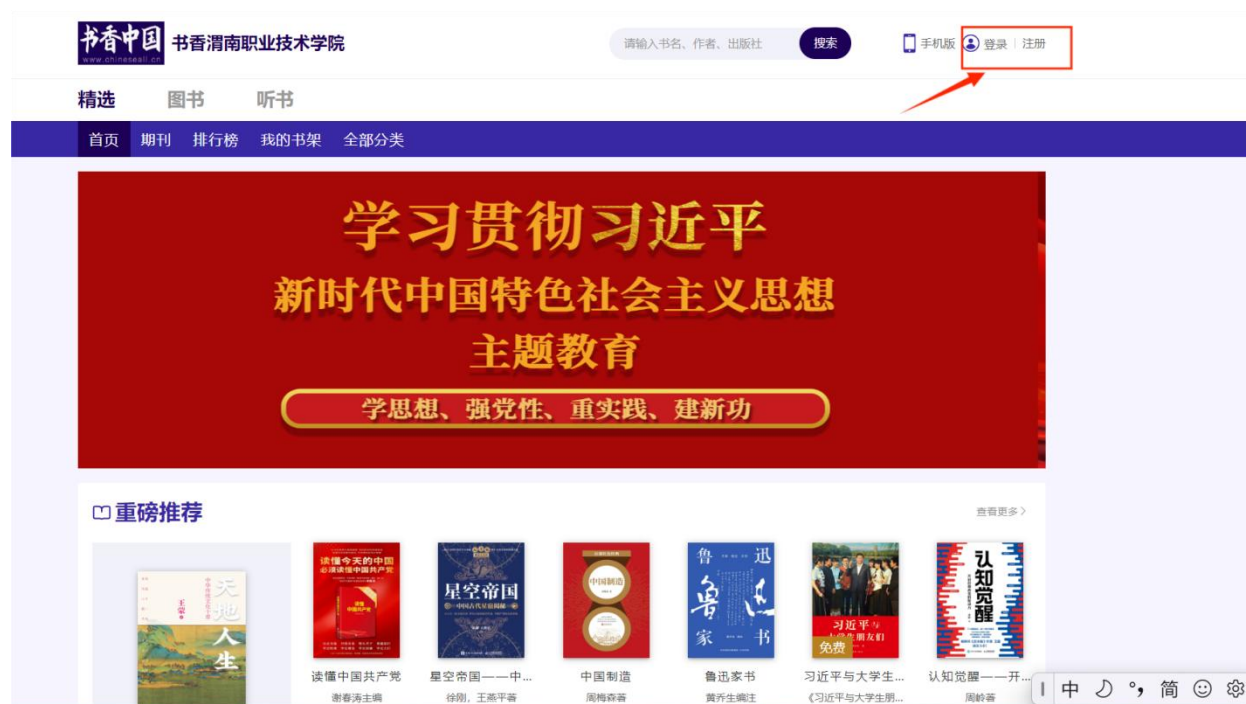 书香中国 书香渭南职业技术学院 请输入书名、作者、出版社 搜索 手机版 登录 注册
www.chineseall.cn
精选 图书 听书
首页 期刊 排行榜 我的书架 全部分类
学习贯彻习近平
新时代中国特色社会主义思想
主题教育
学思想、强党性、重实践、建新功
重磅推荐 查看更多
天地人生
王蒙
读懂今天的中国
必须读懂中国共产党
星空帝国
中国制造
鲁迅家书
习近平与
大学生朋友们
免费
认知觉醒
读懂中国共产党 星空帝国——中... 中国制造 鲁迅家书 习近平与大学生... 认知觉醒——开...
谢春涛主编 徐刚，王燕平著 周梅森著 黄乔生编注 《习近平与大学生朋... 周岭著
中 简